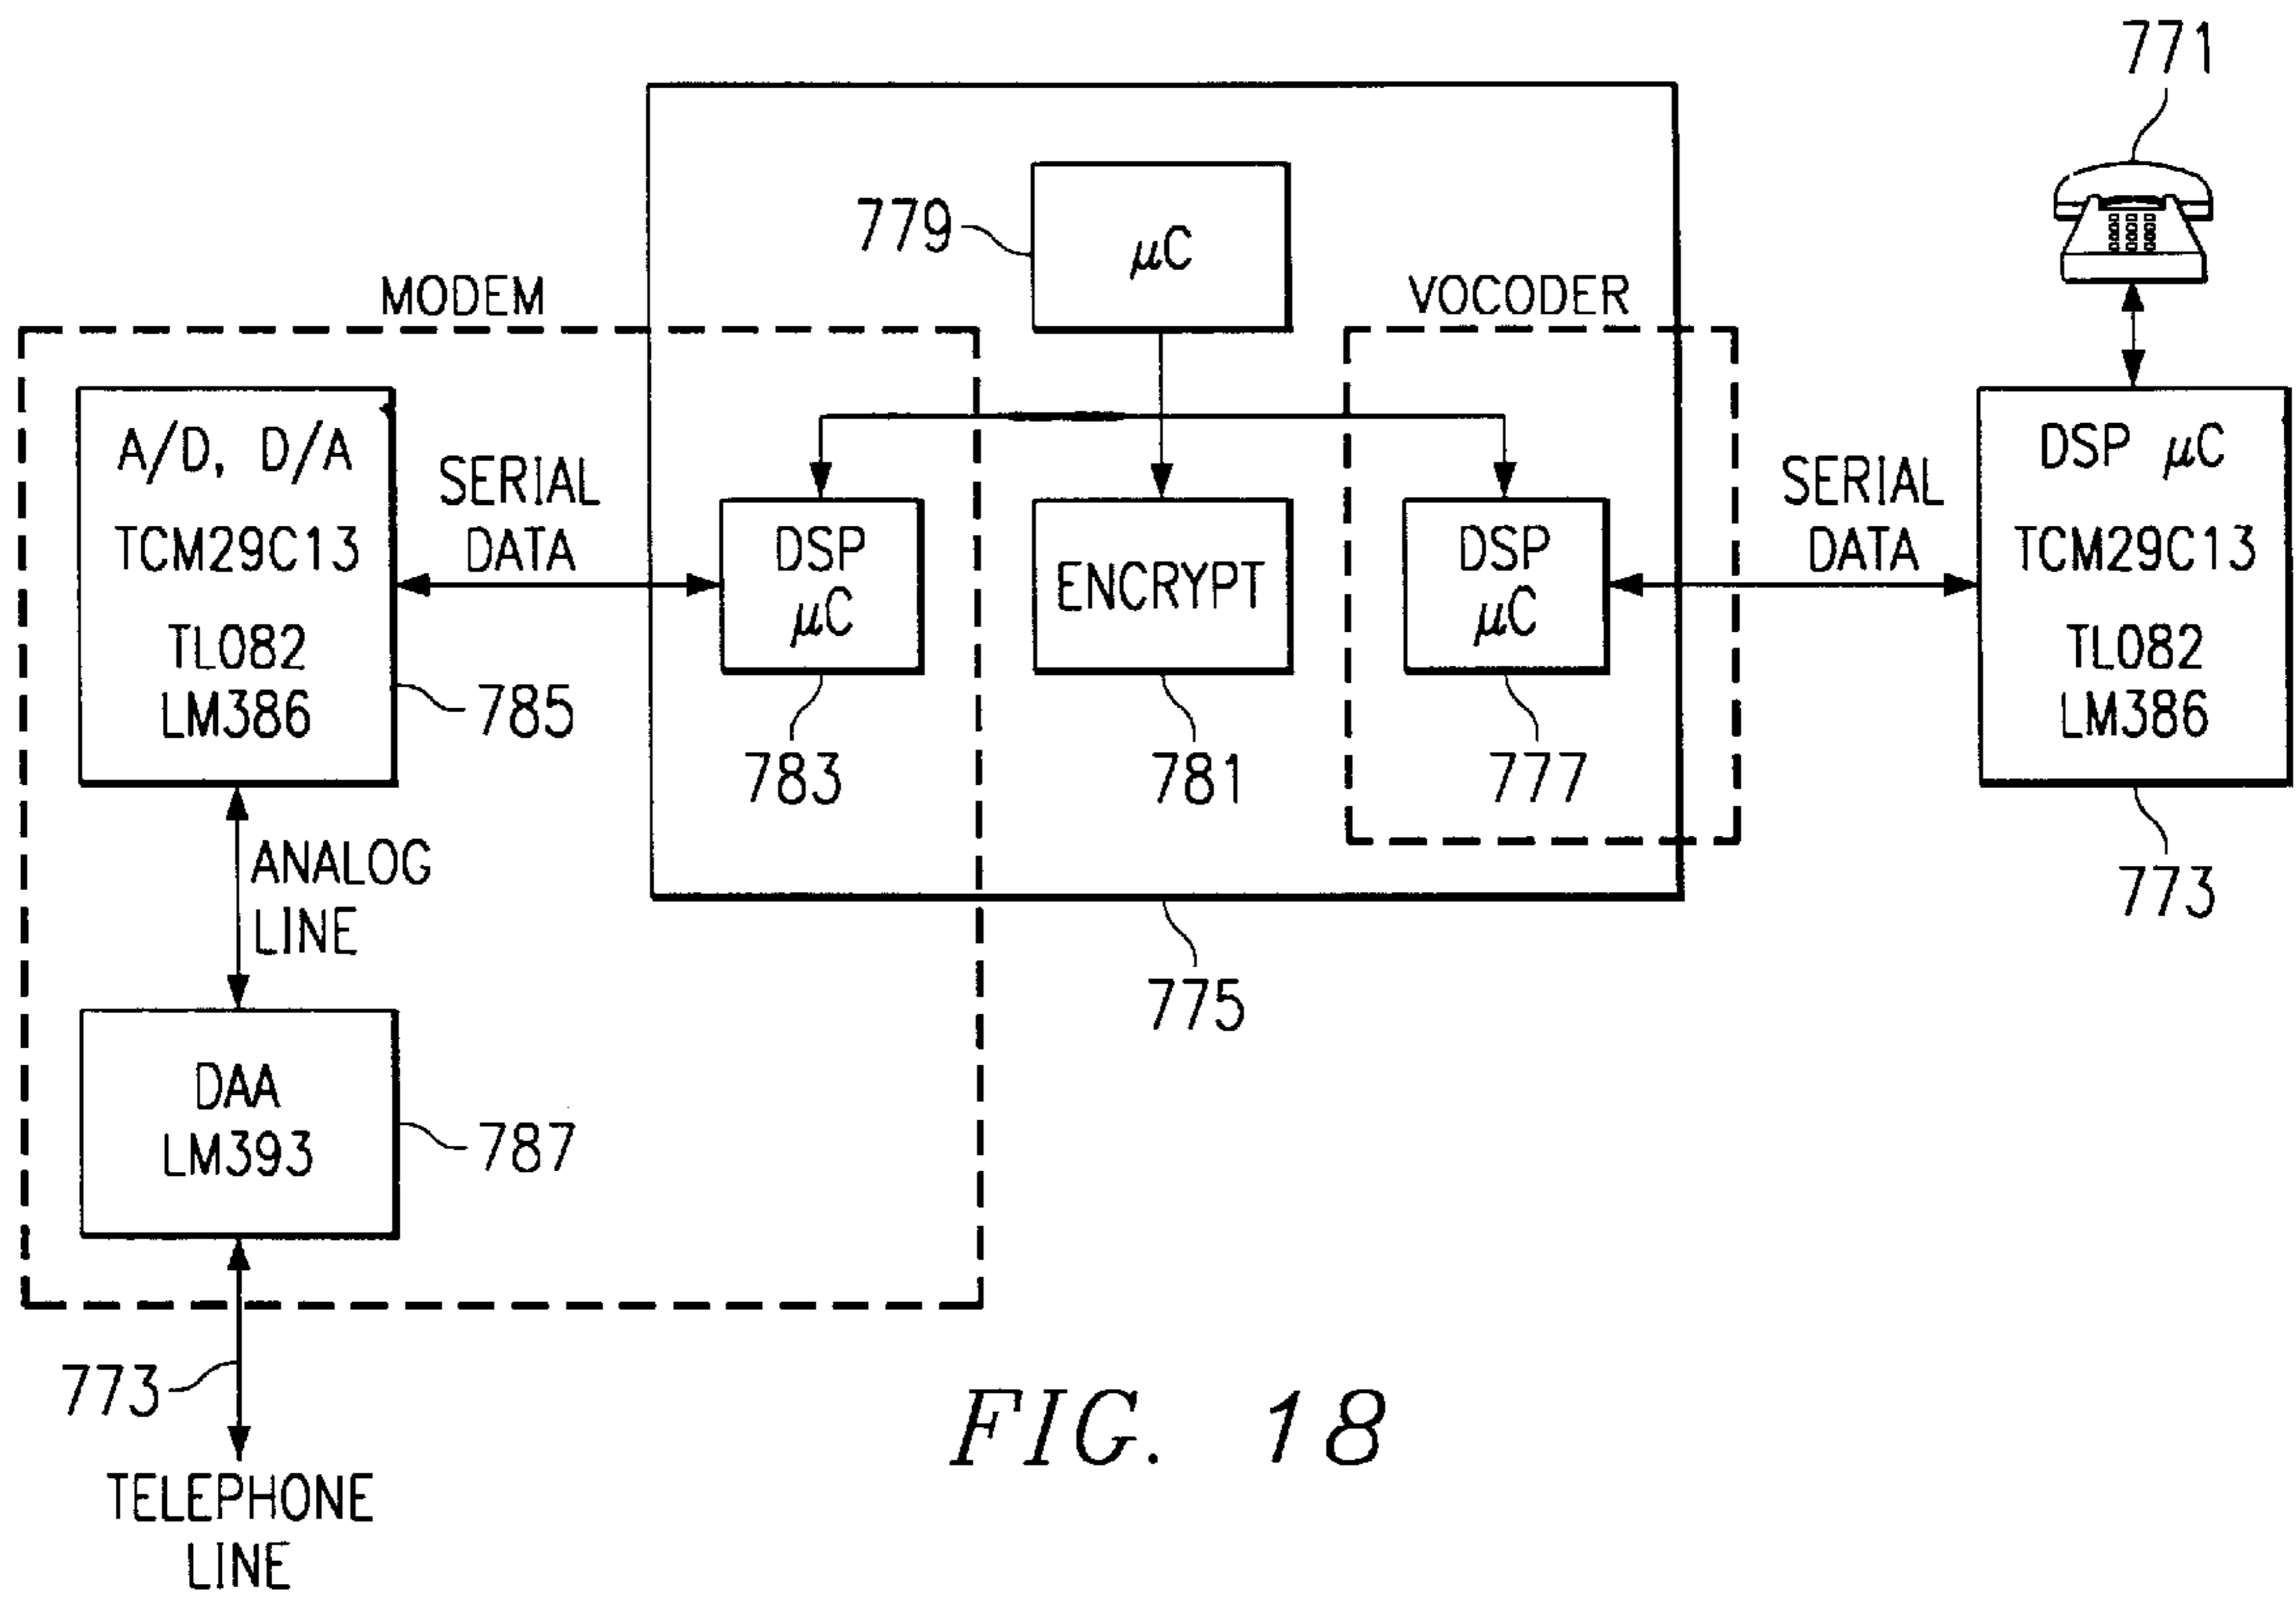 771
779
μC
MODEM
VOCODER
A/D, D/A
TCM29C13
TL082
LM386
785
SERIAL
DATA
DSP
μC
783
ENCRYPT
781
DSP
μC
777
SERIAL
DATA
DSP μC
TCM29C13
TL082
LM386
773
775
ANALOG
LINE
DAA
LM393
787
773
TELEPHONE
LINE
FIG. 18